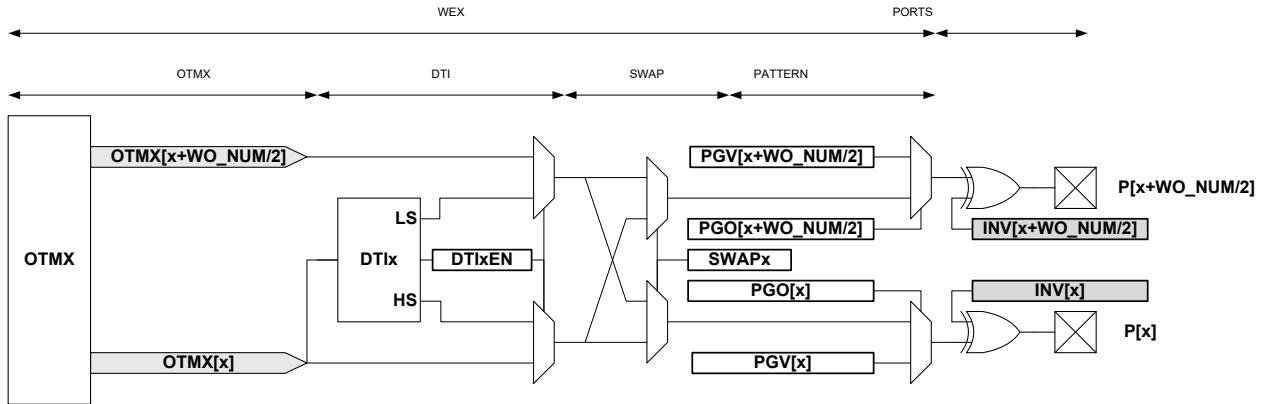 WEX PORTS
OTMX DTI SWAP PATTERN
OTMX[x+WO_NUM/2] PGV[x+WO_NUM/2]
P[x+WO_NUM/2]
LS PGO[x+WO_NUM/2] INV[x+WO_NUM/2]
OTMX DTIx DTIxEN SWAPx
HS PGO[x] INV[x]
P[x]
OTMX[x] PGV[x]